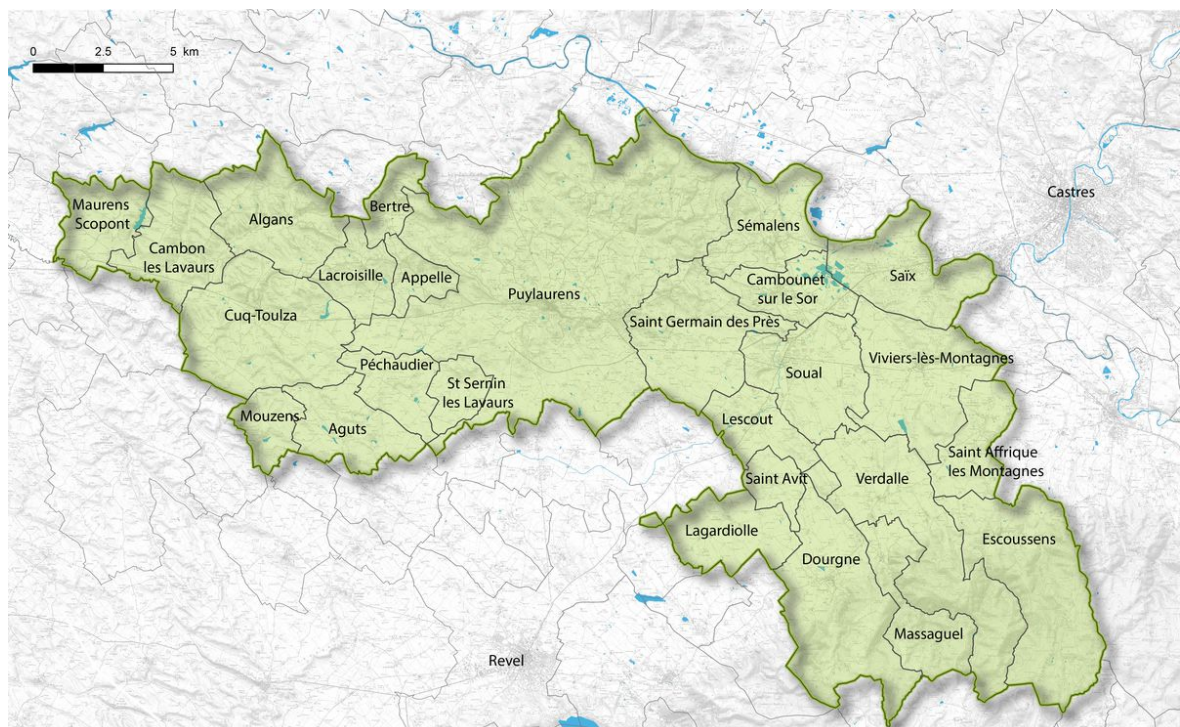 0 2.5 5 km
Castres
Maurens
Scopont
Bertre
Algans
Sémalens
Cambon
les Lavaurs
Lacroisille
Appelle
Cambounet
sur le Sor
Saïx
Puylaurens
Cuq-Toulza
Saint Germain des Près
Viviers-lès-Montagnes
Péchaudier
Soual
St Sernin
les Lavaurs
Mouzens
Aguts
Lescout
Saint Affrique
les Montagnes
Saint Avit
Verdalle
Lagardiolle
Escoussens
Dourgne
Massaguel
Revel